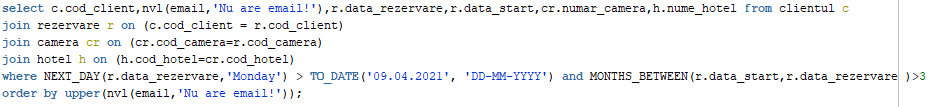 select c.cod_client,nvl(email,'Nu are email!'),r.data_rezervare,r.data_start,cr.numar_camera,h.nume_hotel from clientul c
join rezervare r on (c.cod_client = r.cod_client)
join camera cr on (cr.cod_camera=r.cod_camera)
join hotel h on (h.cod_hotel=cr.cod_hotel)
where NEXT_DAY(r.data_rezervare,'Monday') > TO_DATE('09.04.2021', 'DD-MM-YYYY') and MONTHS_BETWEEN(r.data_start,r.data_rezervare )>3
order by upper(nvl(email,'Nu are email!'));